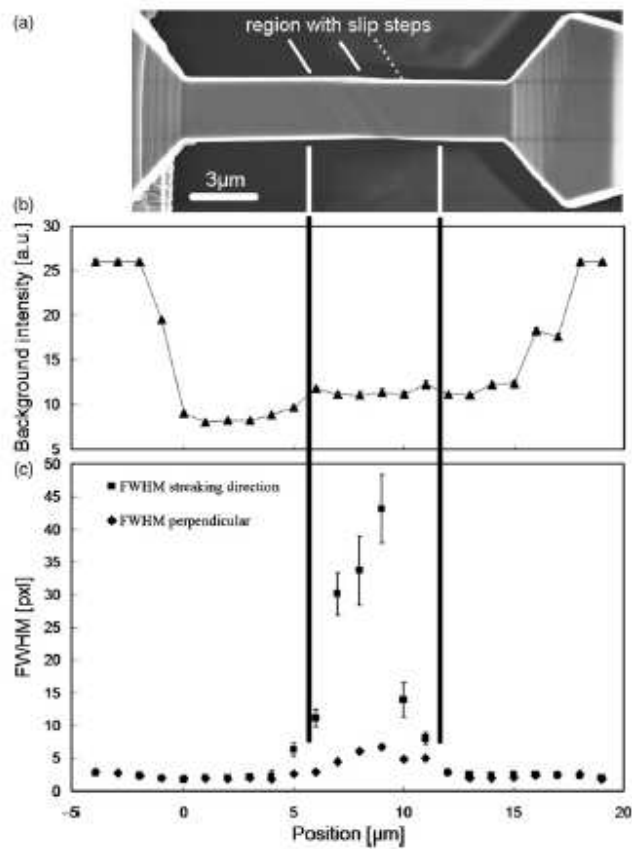 (a)
region with slip steps
3µm
(b)
Background intensity [a.u.]
30
25
20
15
10
5
(c)
FWHM [pxl]
50
45
40
35
30
25
20
15
10
5
0
FWHM streaking direction
FWHM perpendicular
-5
0
5
10
15
20
Position [µm]